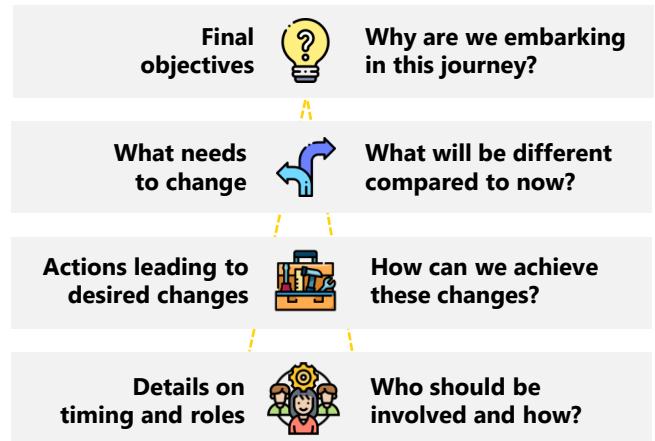 Final
objectives
Why are we embarking
in this journey?
What needs
to change
What will be different
compared to now?
Actions leading to
desired changes
How can we achieve
these changes?
Details on
timing and roles
Who should be
involved and how?